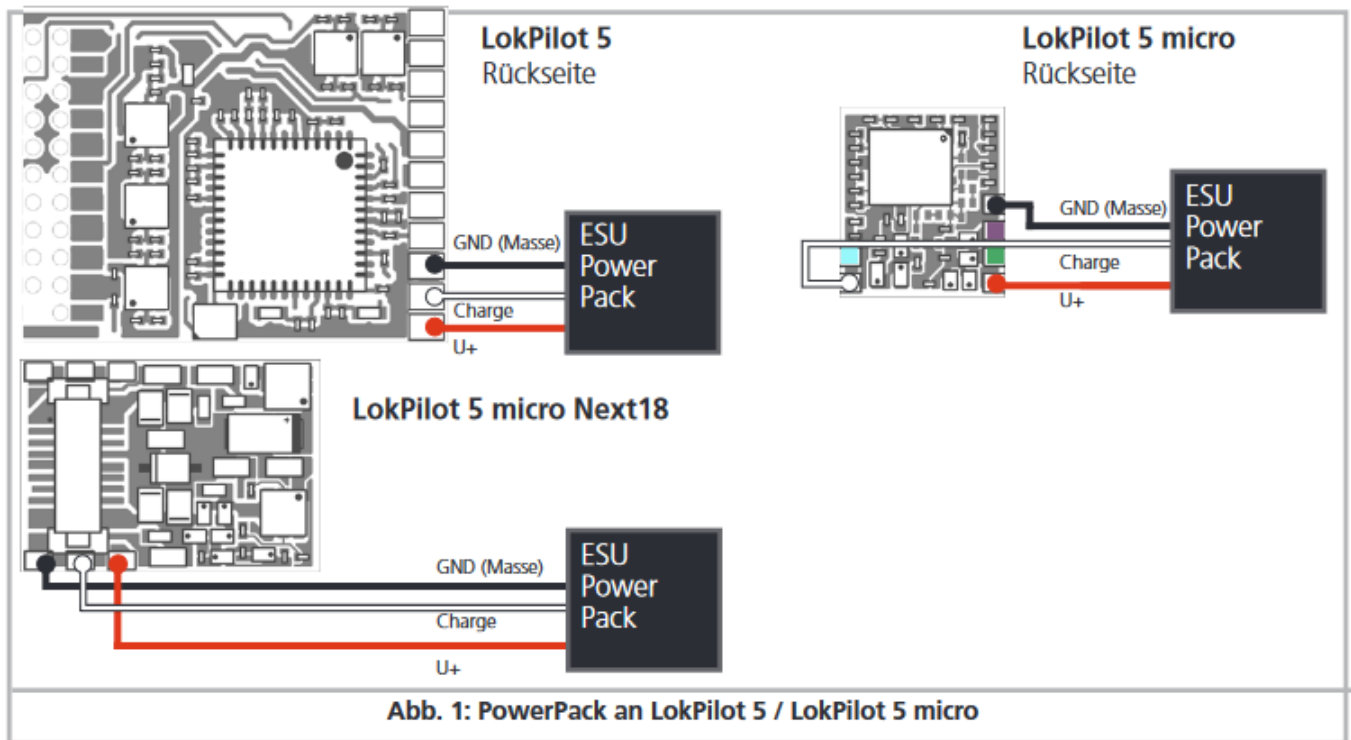 LokPilot 5
Rückseite
GND (Masse)
Charge
U+
ESU
Power
Pack
LokPilot 5 micro
Rückseite
GND (Masse)
Charge
U+
ESU
Power
Pack
LokPilot 5 micro Next18
GND (Masse)
Charge
U+
ESU
Power
Pack
Abb. 1: PowerPack an LokPilot 5 / LokPilot 5 micro